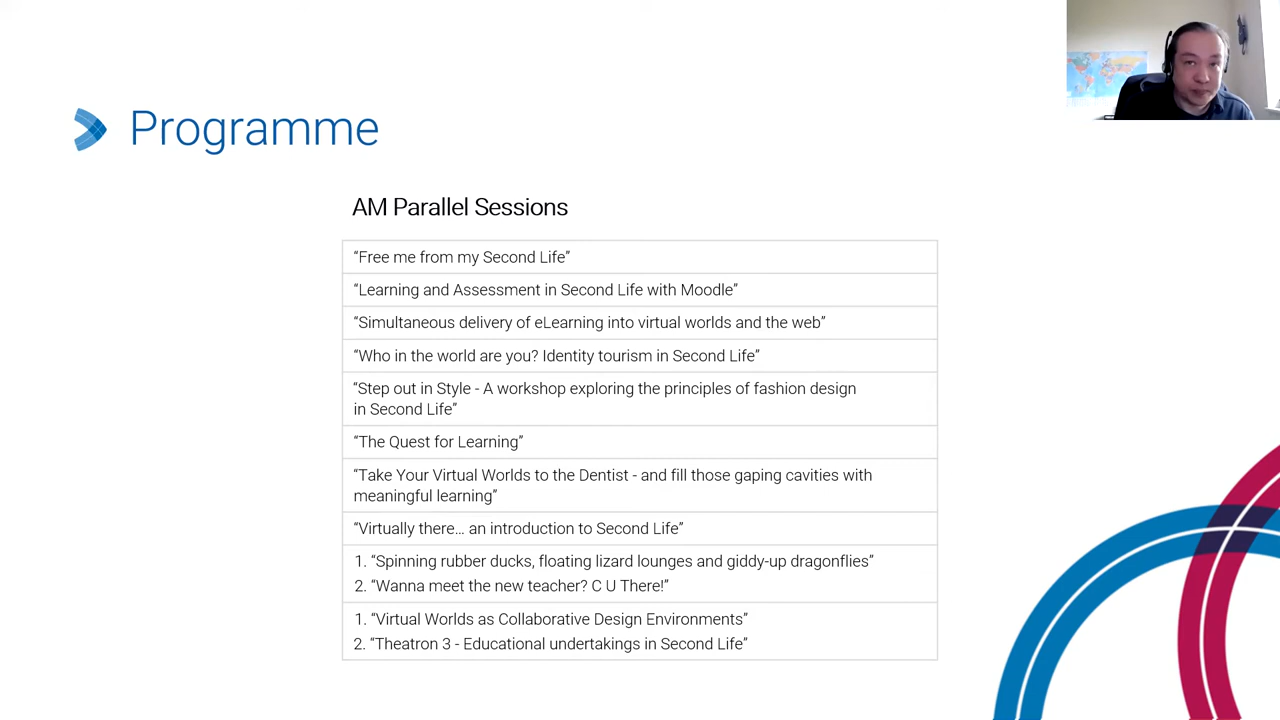 Programme
AM Parallel Sessions
“Free me from my Second Life”
“Learning and Assessment in Second Life with Moodle”
“Simultaneous delivery of eLearning into virtual worlds and the web”
“Who in the world are you? Identity tourism in Second Life”
“Step out in Style - A workshop exploring the principles of fashion design
in Second Life”
“The Quest for Learning”
“Take Your Virtual Worlds to the Dentist - and fill those gaping cavities with
meaningful learning”
“Virtually there… an introduction to Second Life”
1. “Spinning rubber ducks, floating lizard lounges and giddy-up dragonflies”
2. “Wanna meet the new teacher? C U There!”
1. “Virtual Worlds as Collaborative Design Environments”
2. “Theatron 3 - Educational undertakings in Second Life”